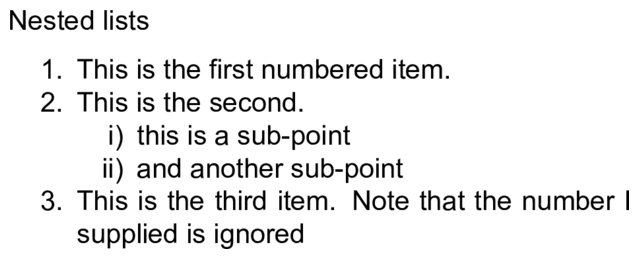 Nested lists
1. This is the first numbered item.
2. This is the second.
i) this is a sub-point
ii) and another sub-point
3. This is the third item. Note that the number I
supplied is ignored